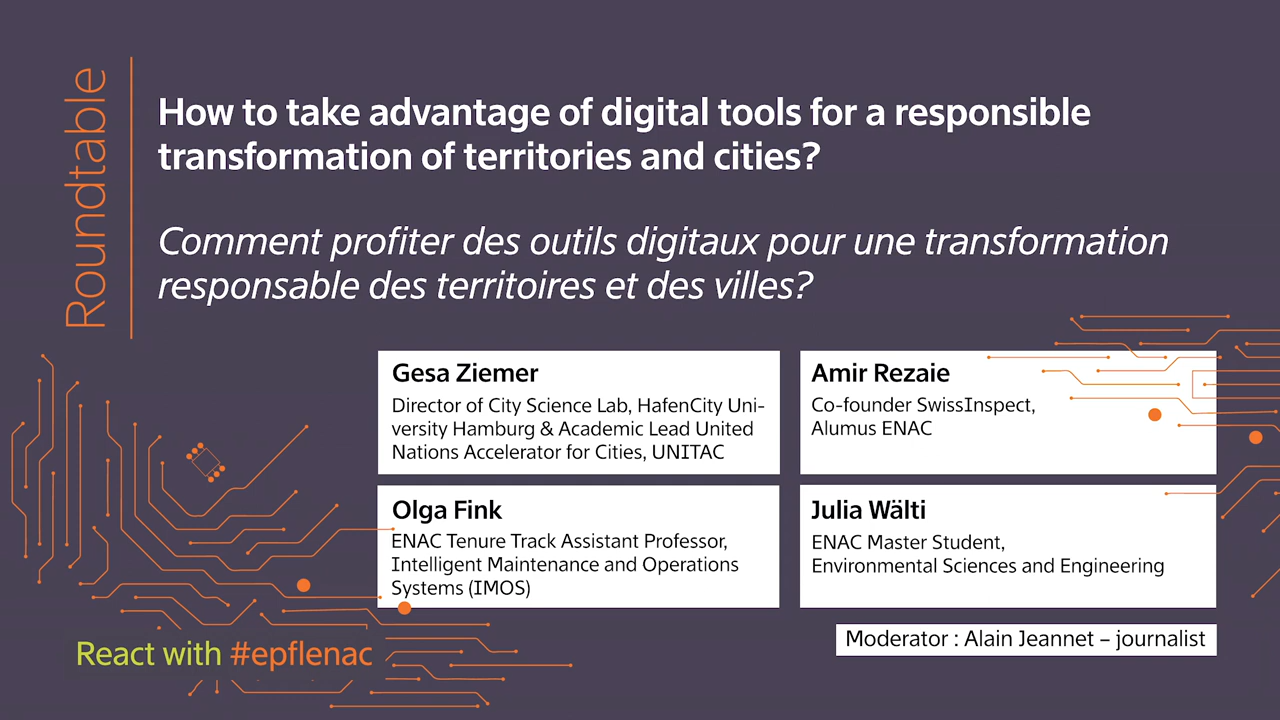 Roundtable
How to take advantage of digital tools for a responsible
transformation of territories and cities?
Comment profiter des outils digitaux pour une transformation
responsable des territoires et des villes?
Gesa Ziemer
Director of City Science Lab, HafenCity Uni-
versity Hamburg & Academic Lead United
Nations Accelerator for Cities, UNITAC
Amir Rezaie
Co-founder SwissInspect,
Alumus ENAC
Olga Fink
ENAC Tenure Track Assistant Professor,
Intelligent Maintenance and Operations
Systems (IMOS)
Julia Wälti
ENAC Master Student,
Environmental Sciences and Engineering
Moderator : Alain Jeannet – journalist
React with #epflenac